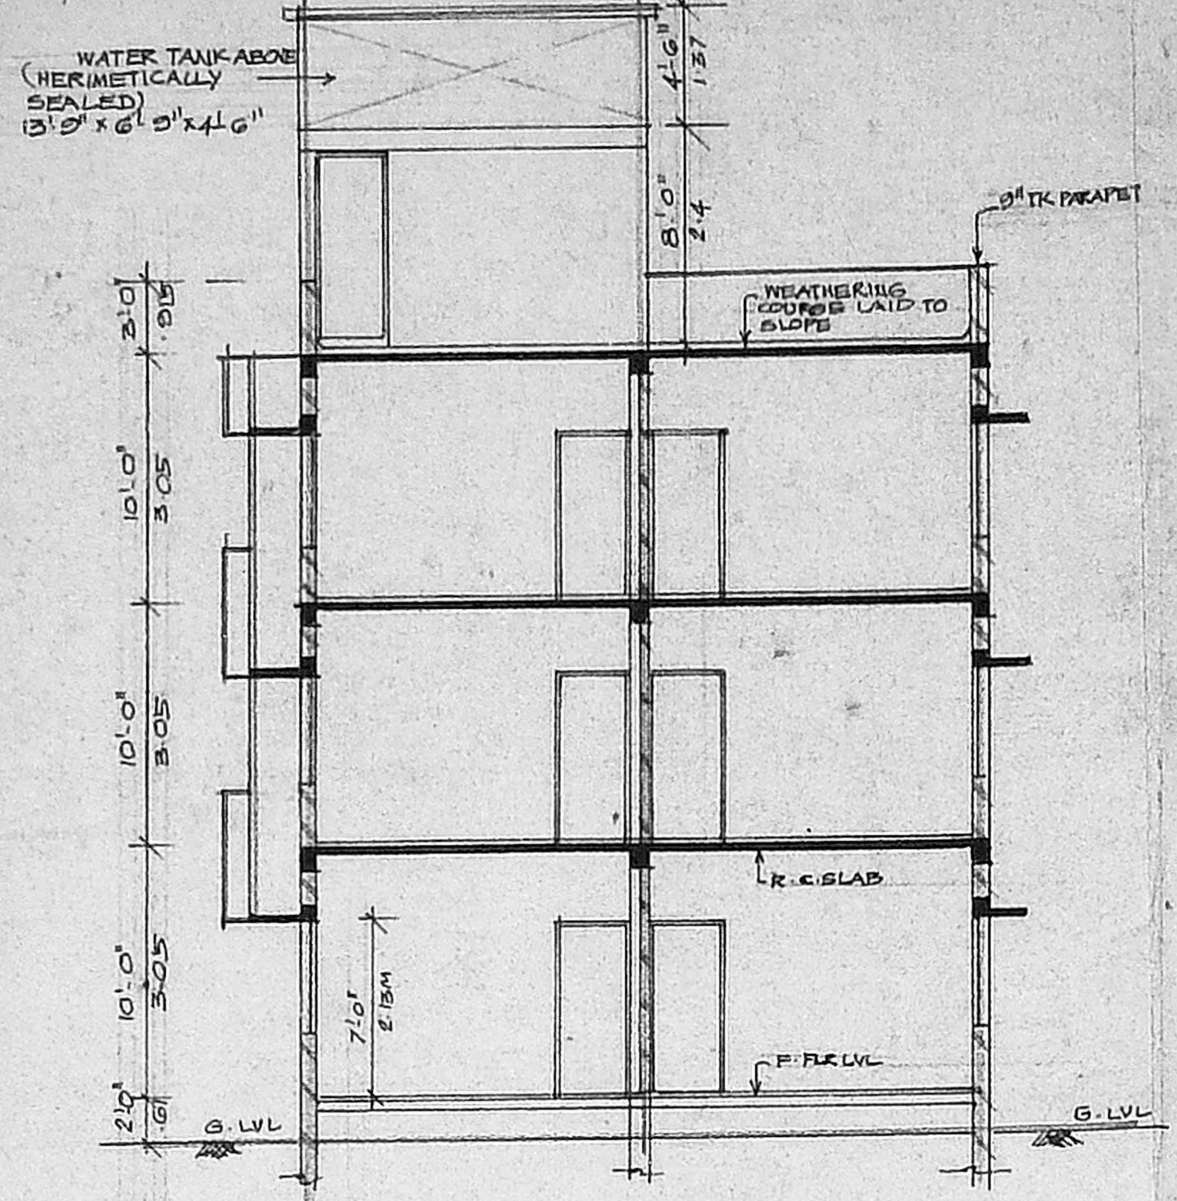 WATER TANK ABOVE
(HERIMETICALLY
SEALED)
13'9" x 6' 9" x 4' 6"
4'-6"
1.37
8'-0"
2.4
9" TK PARAPET
WEATHERING
COURSE LAID TO
SLOPE
3'-0"
.915
10'-0"
3.05
10'-0"
3.05
R.C.SLAB
10'-0"
3.05
7'-0"
2.13M
F.FLR LVL
2'-0"
.61
G.LVL
G.LVL